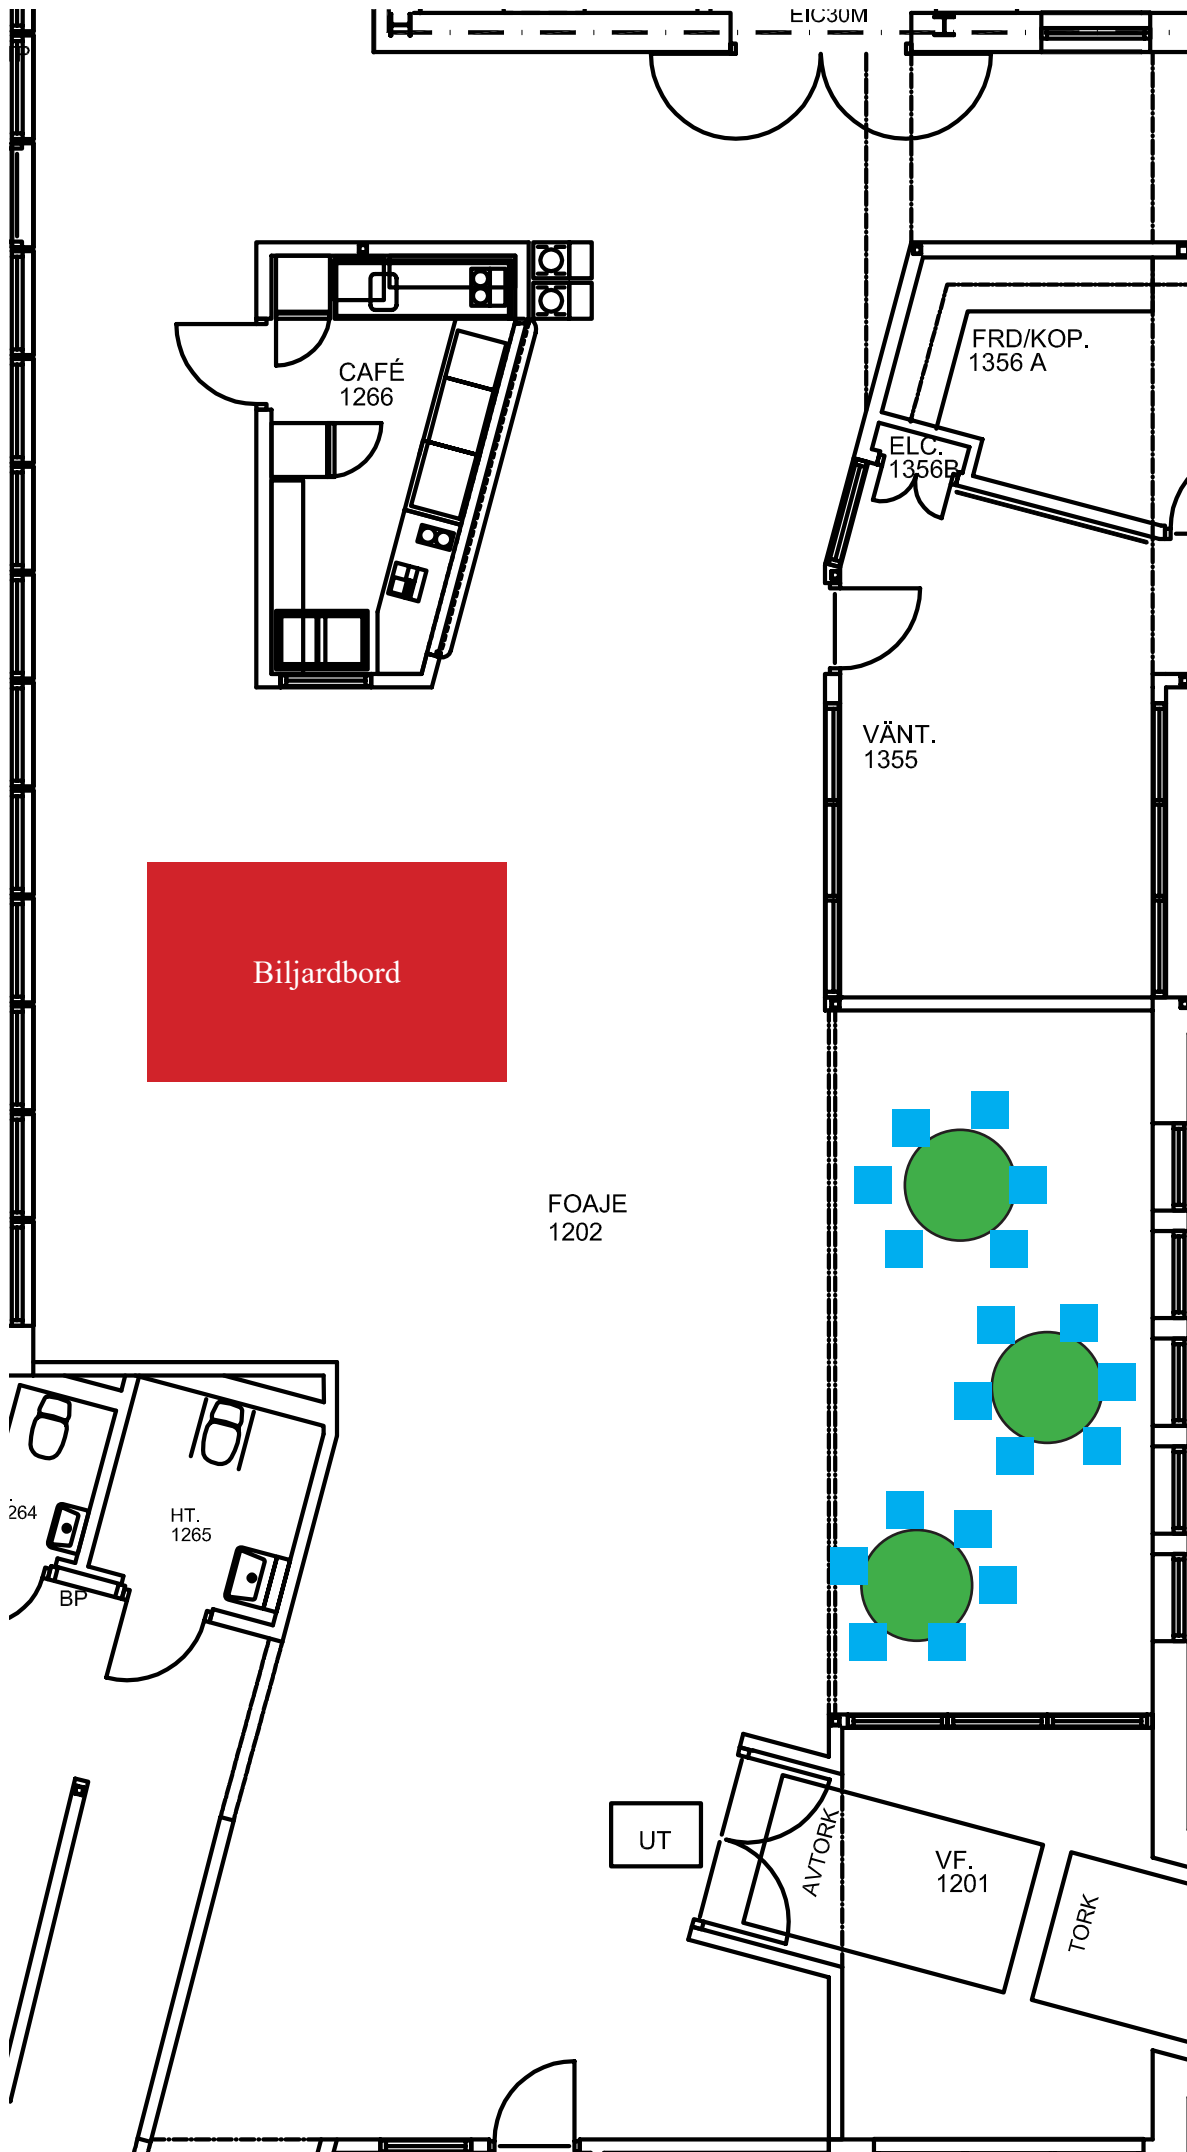 EIC30M
FRD/KOP.
1356 A
CAFÉ
1266
ELC.
1356B
VÄNT.
1355
Biljardbord
FOAJE
1202
264
HT.
1265
BP
UT
AVTORK
VF.
1201
TORK